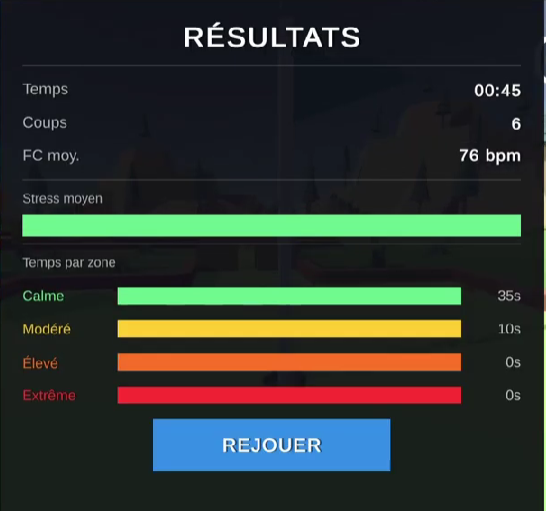 RÉSULTATS
Temps 00:45
Coups 6
FC moy. 76 bpm
Stress moyen
Temps par zone
Calme 35s
Modéré 10s
Élevé 0s
Extrême 0s
REJOUER